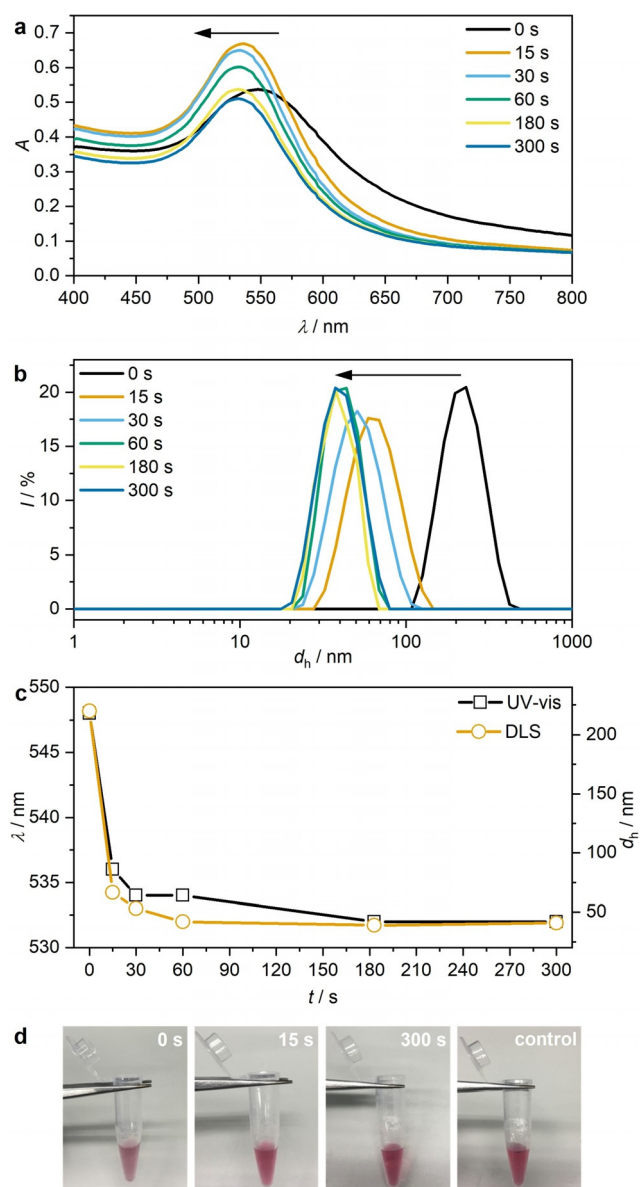 a
0.7
0.6
0.5
0.4
0.3
0.2
0.1
0.0
A
0 s
15 s
30 s
60 s
180 s
300 s
400 450 500 550 600 650 700 750 800
λ / nm
b
20
15
10
5
0
I / %
0 s
15 s
30 s
60 s
180 s
300 s
1 10 100 1000
dh / nm
c
550
545
540
535
530
λ / nm
UV-vis
DLS
200
150
100
50
dh / nm
0 30 60 90 120 150 180 210 240 270 300
t / s
d
0 s 15 s 300 s control